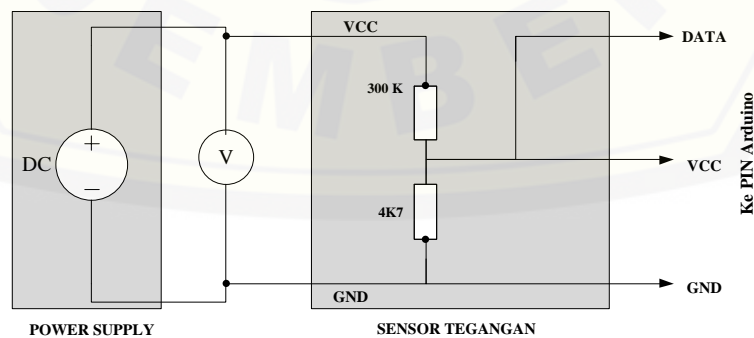 VCC
DATA
300 K
DC
V
VCC
4K7
Ke PIN Arduino
GND
GND
POWER SUPPLY
SENSOR TEGANGAN